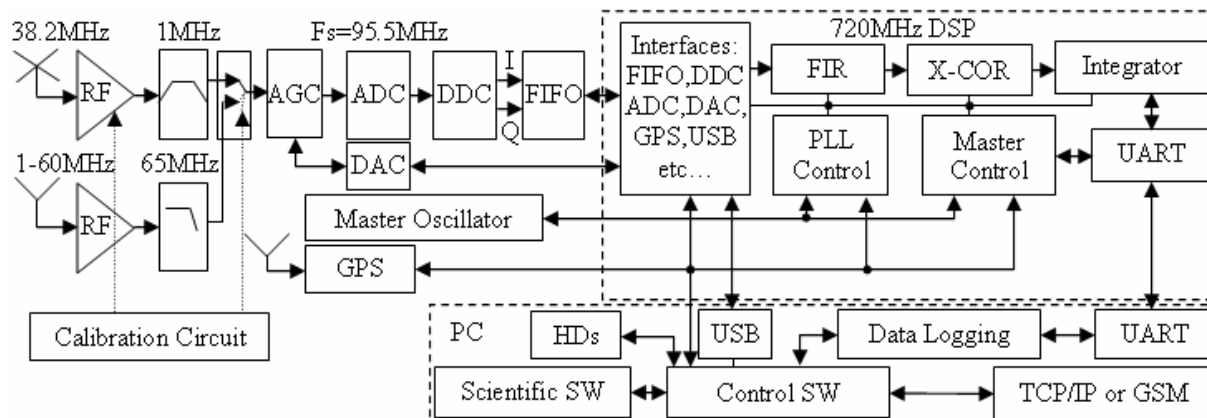 38.2MHz
1MHz
Fs=95.5MHz
720MHz DSP
RF
AGC
ADC
DDC
I
Q
FIFO
Interfaces:
FIFO,DDC
ADC,DAC,
GPS,USB
etc...
FIR
X-COR
Integrator
DAC
PLL
Control
Master
Control
UART
1-60MHz
65MHz
RF
Master Oscillator
GPS
Calibration Circuit
PC
HDs
USB
Data Logging
UART
Scientific SW
Control SW
TCP/IP or GSM